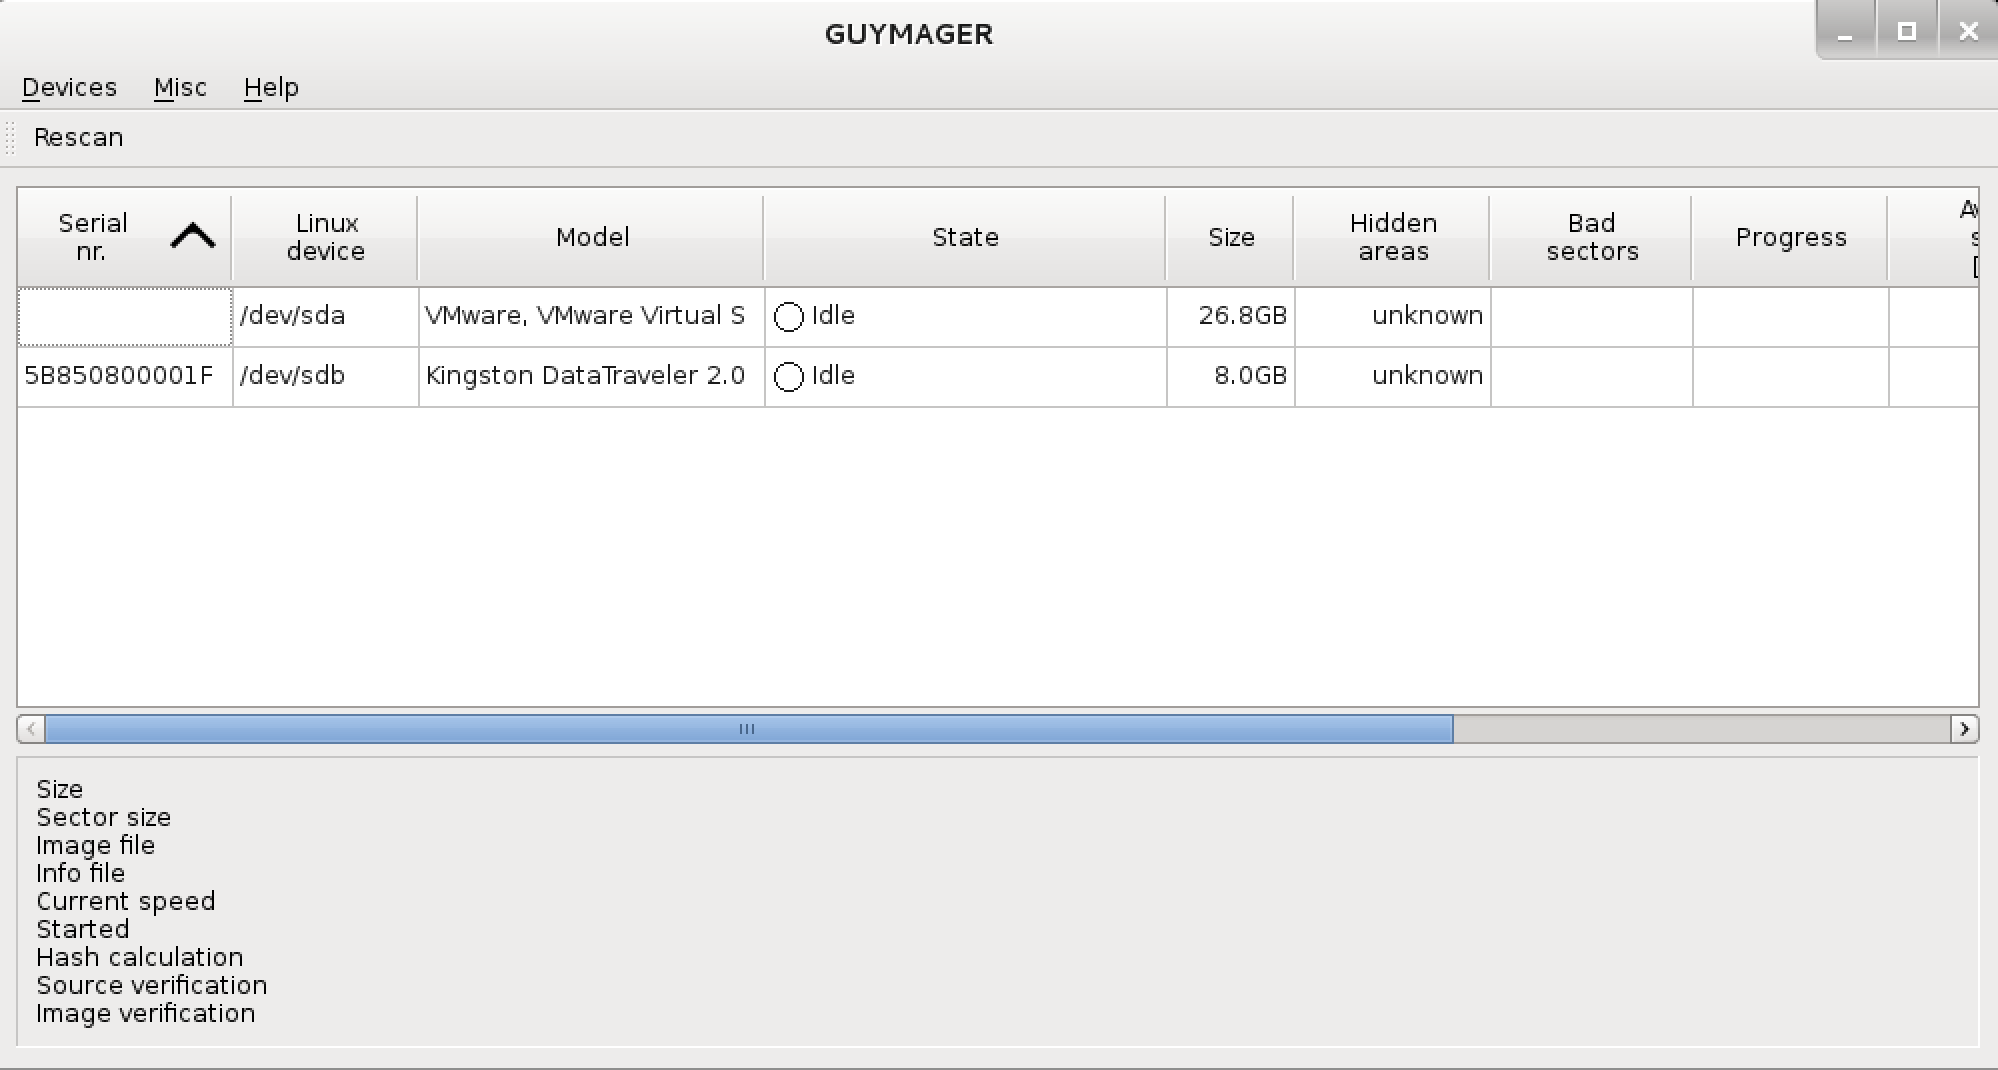 GUYMAGER
Devices Misc Help
Rescan
Serial nr. Linux device Model State Size Hidden areas Bad sectors Progress
/dev/sda VMware, VMware Virtual S Idle 26.8GB unknown
5B850800001F /dev/sdb Kingston DataTraveler 2.0 Idle 8.0GB unknown
Size
Sector size
Image file
Info file
Current speed
Started
Hash calculation
Source verification
Image verification